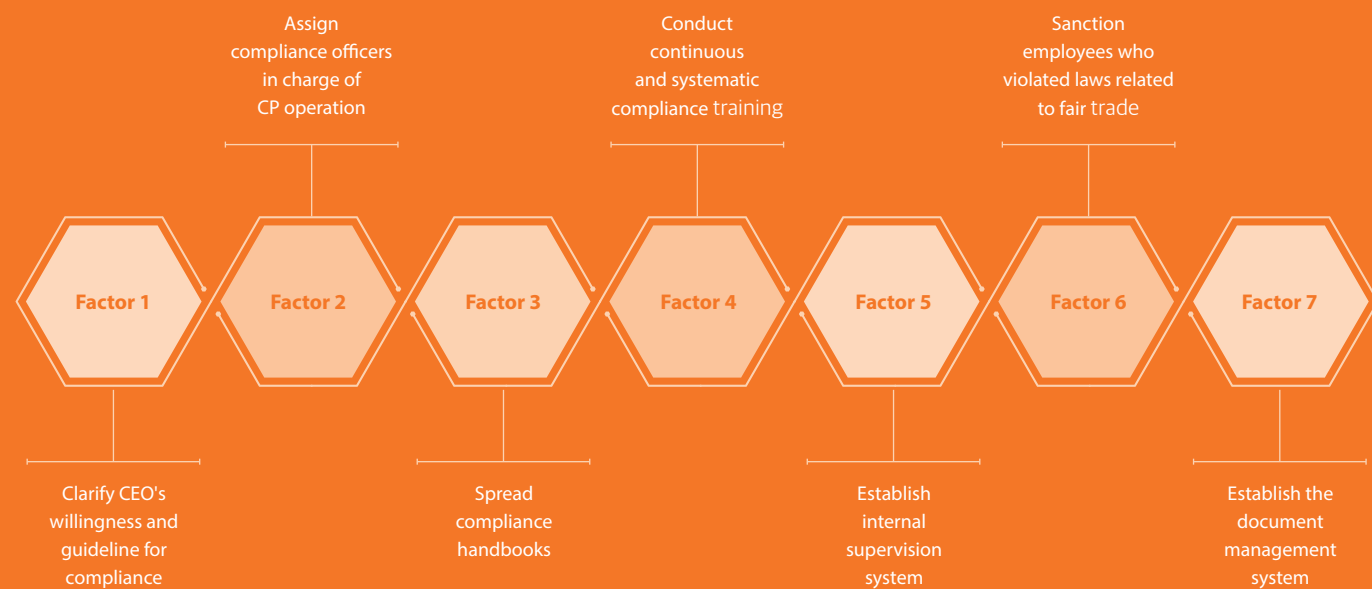 Assign
compliance officers
in charge of
CP operation
Conduct
continuous
and systematic
compliance training
Sanction
employees who
violated laws related
to fair trade
Factor 1
Factor 2
Factor 3
Factor 4
Factor 5
Factor 6
Factor 7
Clarify CEO's
willingness and
guideline for
compliance
Spread
compliance
handbooks
Establish
internal
supervision
system
Establish the
document
management
system